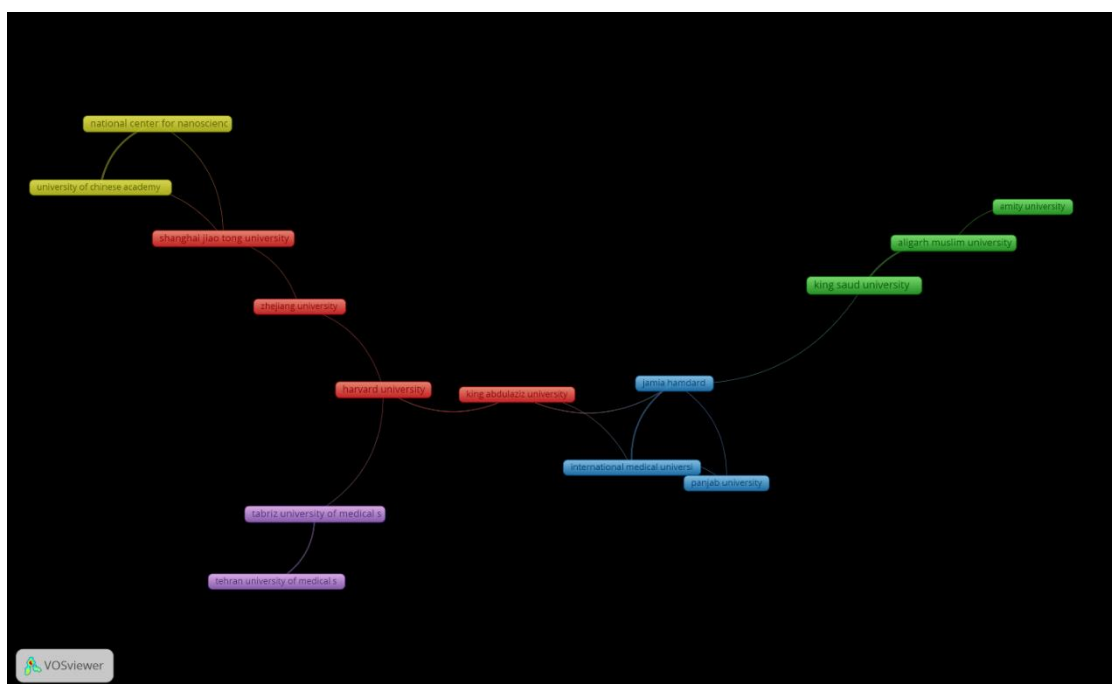 national center for nanoscienc
university of chinese academy
amity university
shanghai jiao tong university
aligarh muslim university
king saud university
zhejiang university
jamia hamdard
harvard university
king abdulaziz university
international medical universi
panjab university
tabriz university of medical s
tehran university of medical s
VOSviewer